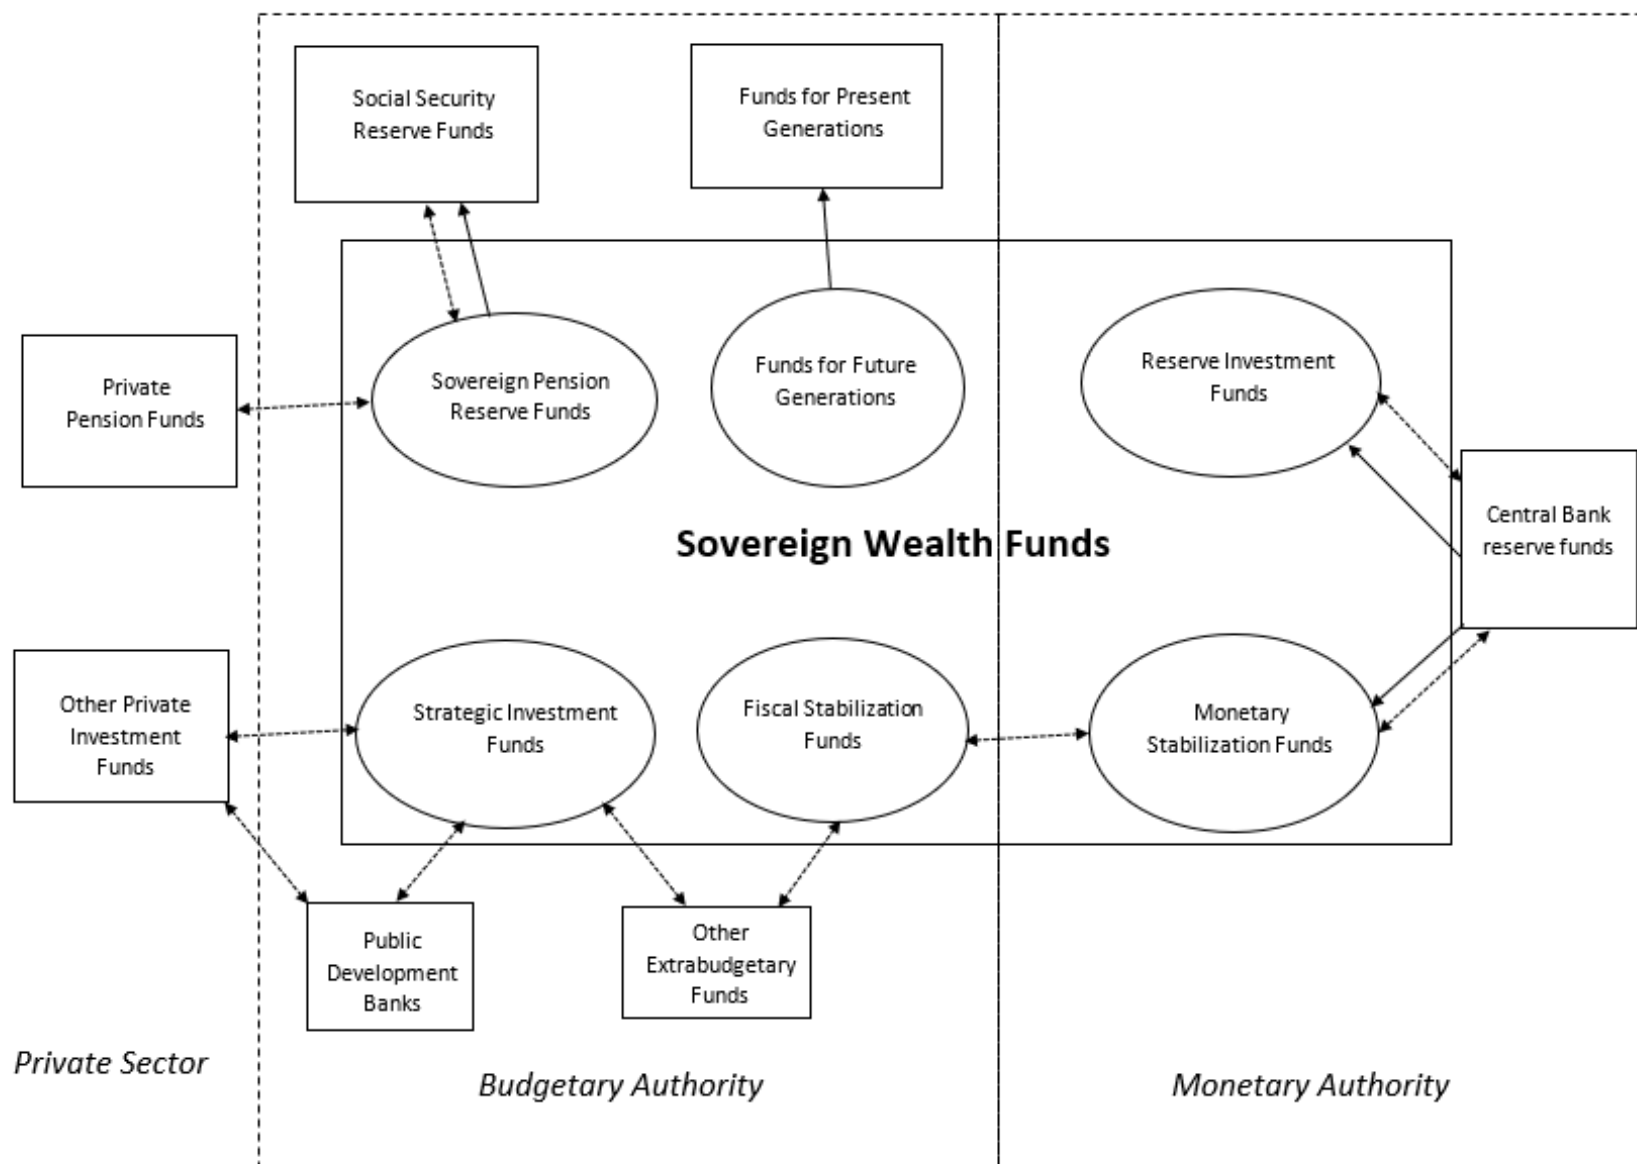 Social Security
Reserve Funds
Funds for Present
Generations
Private
Pension Funds
Sovereign Pension
Reserve Funds
Funds for Future
Generations
Reserve Investment
Funds
Central Bank
reserve funds
Sovereign Wealth Funds
Other Private
Investment
Funds
Strategic Investment
Funds
Fiscal Stabilization
Funds
Monetary
Stabilization Funds
Public
Development
Banks
Other
Extrabudgetary
Funds
Private Sector
Budgetary Authority
Monetary Authority